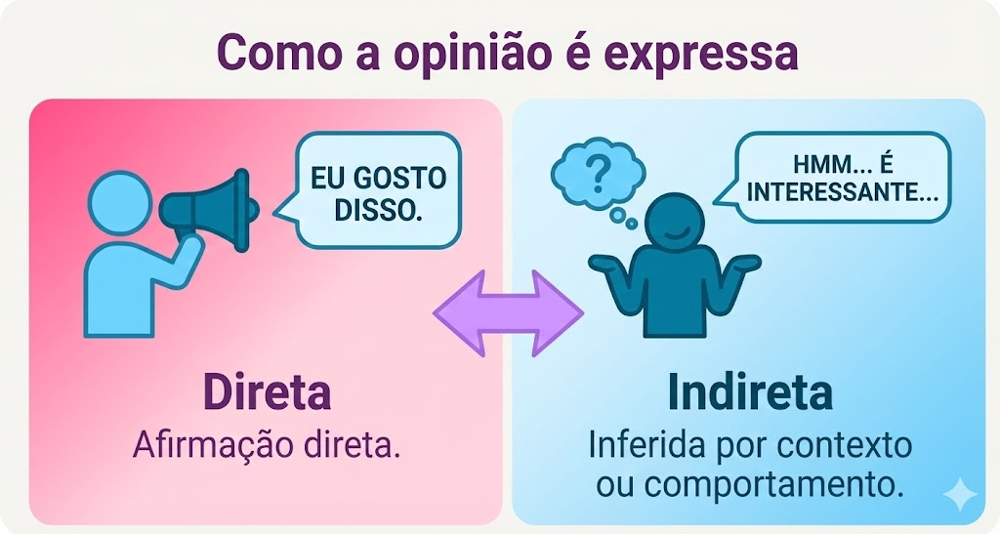 Como a opinião é expressa
EU GOSTO
DISSO.
?
HMM... É
INTERESSANTE...
Direta
Afirmação direta.
Indireta
Inferida por contexto
ou comportamento.